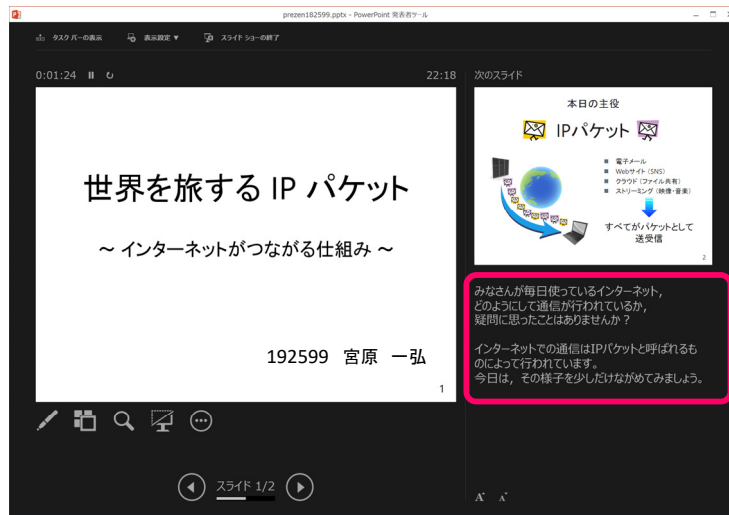 prezen182599.pptx - PowerPoint 発表者ツール
タスク バーの表示 表示設定 ▼ スライド ショーの終了
0:01:24 22:18
世界を旅する IP パケット
～ インターネットがつながる仕組み ～
192599 宮原 一弘
1
スライド 1/2
次のスライド
本日の主役
IPパケット
■ 電子メール
■ Webサイト (SNS)
■ クラウド (ファイル共有)
■ ストリーミング (映像・音楽)
すべてがパケットとして
送受信
2
みなさんが毎日使っているインターネット，
どのようにして通信が行われているか，
疑問に思ったことはありませんか？
インターネットでの通信はIPパケットと呼ばれるも
のによって行われています。
今日は，その様子を少しだけながめてみましょう。
A A